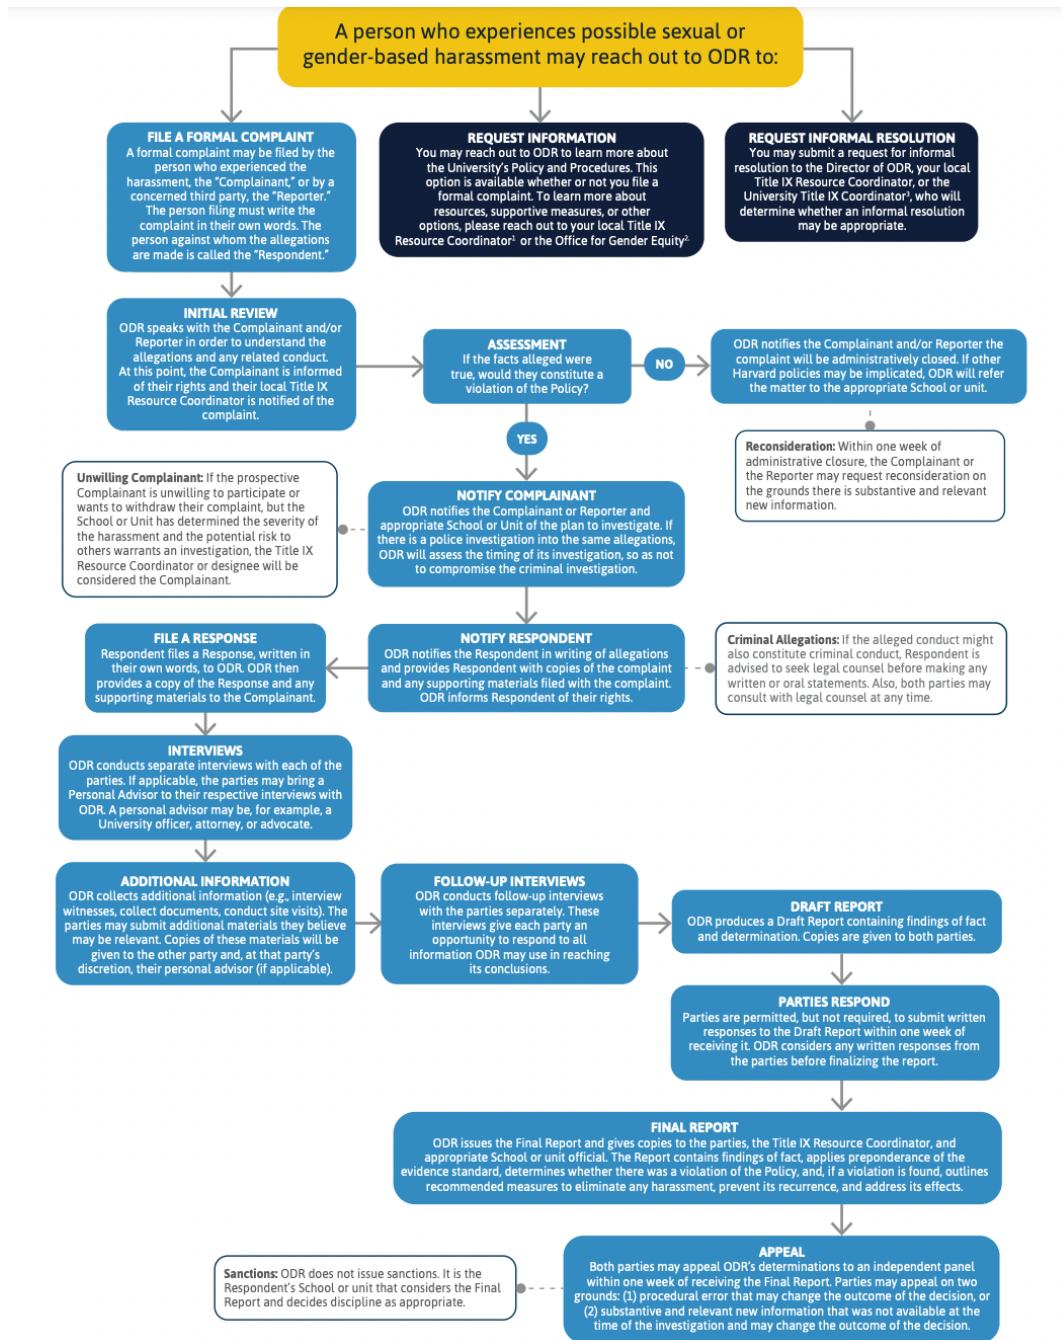 A person who experiences possible sexual or
gender-based harassment may reach out to ODR to:
FILE A FORMAL COMPLAINT
A formal complaint may be filed by the
person who experienced the
harassment, the “Complainant,” or by a
concerned third party, the “Reporter.”
The person filing must write the
complaint in their own words. The
person against whom the allegations
are made is called the “Respondent.”
REQUEST INFORMATION
You may reach out to ODR to learn more about
the University’s Policy and Procedures. This
option is available whether or not you file a
formal complaint. To learn more about
resources, supportive measures, or other
options, please reach out to your local Title IX
Resource Coordinator¹ or the Office for Gender Equity².
REQUEST INFORMAL RESOLUTION
You may submit a request for informal
resolution to the Director of ODR, your local
Title IX Resource Coordinator, or the
University Title IX Coordinator³, who will
determine whether an informal resolution
may be appropriate.
INITIAL REVIEW
ODR speaks with the Complainant and/or
Reporter in order to understand the
allegations and any related conduct.
At this point, the Complainant is informed
of their rights and their local Title IX
Resource Coordinator is notified of the
complaint.
ASSESSMENT
If the facts alleged were
true, would they constitute a
violation of the Policy?
NO
ODR notifies the Complainant and/or Reporter the
complaint will be administratively closed. If other
Harvard policies may be implicated, ODR will refer
the matter to the appropriate School or unit.
YES
Reconsideration: Within one week of
administrative closure, the Complainant or
the Reporter may request reconsideration on
the grounds there is substantive and relevant
new information.
Unwilling Complainant: If the prospective
Complainant is unwilling to participate or
wants to withdraw their complaint, but the
School or Unit has determined the severity of
the harassment and the potential risk to
others warrants an investigation, the Title IX
Resource Coordinator or designee will be
considered the Complainant.
NOTIFY COMPLAINANT
ODR notifies the Complainant or Reporter and
appropriate School or Unit of the plan to investigate. If
there is a police investigation into the same allegations,
ODR will assess the timing of its investigation, so as not
to compromise the criminal investigation.
FILE A RESPONSE
Respondent files a Response, written in
their own words, to ODR. ODR then
provides a copy of the Response and any
supporting materials to the Complainant.
NOTIFY RESPONDENT
ODR notifies the Respondent in writing of allegations
and provides Respondent with copies of the complaint
and any supporting materials filed with the complaint.
ODR informs Respondent of their rights.
Criminal Allegations: If the alleged conduct might
also constitute criminal conduct, Respondent is
advised to seek legal counsel before making any
written or oral statements. Also, both parties may
consult with legal counsel at any time.
INTERVIEWS
ODR conducts separate interviews with each of the
parties. If applicable, the parties may bring a
Personal Advisor to their respective interviews with
ODR. A personal advisor may be, for example, a
University officer, attorney, or advocate.
ADDITIONAL INFORMATION
ODR collects additional information (e.g., interview
witnesses, collect documents, conduct site visits). The
parties may submit additional materials they believe
may be relevant. Copies of these materials will be
given to the other party and, at that party’s
discretion, their personal advisor (if applicable).
FOLLOW-UP INTERVIEWS
ODR conducts follow-up interviews
with the parties separately. These
interviews give each party an
opportunity to respond to all
information ODR may use in reaching
its conclusions.
DRAFT REPORT
ODR produces a Draft Report containing findings of fact
and determination. Copies are given to both parties.
PARTIES RESPOND
Parties are permitted, but not required, to submit written
responses to the Draft Report within one week of
receiving it. ODR considers any written responses from
the parties before finalizing the report.
FINAL REPORT
ODR issues the Final Report and gives copies to the parties, the Title IX Resource Coordinator, and
appropriate School or unit official. The Report contains findings of fact, applies preponderance of the
evidence standard, determines whether there was a violation of the Policy, and, if a violation is found, outlines
recommended measures to eliminate any harassment, prevent its recurrence, and address its effects.
APPEAL
Both parties may appeal ODR’s determinations to an independent panel
within one week of receiving the Final Report. Parties may appeal on two
grounds: (1) procedural error that may change the outcome of the decision, or
(2) substantive and relevant new information that was not available at the
time of the investigation and may change the outcome of the decision.
Sanctions: ODR does not issue sanctions. It is the
Respondent’s School or unit that considers the Final
Report and decides discipline as appropriate.